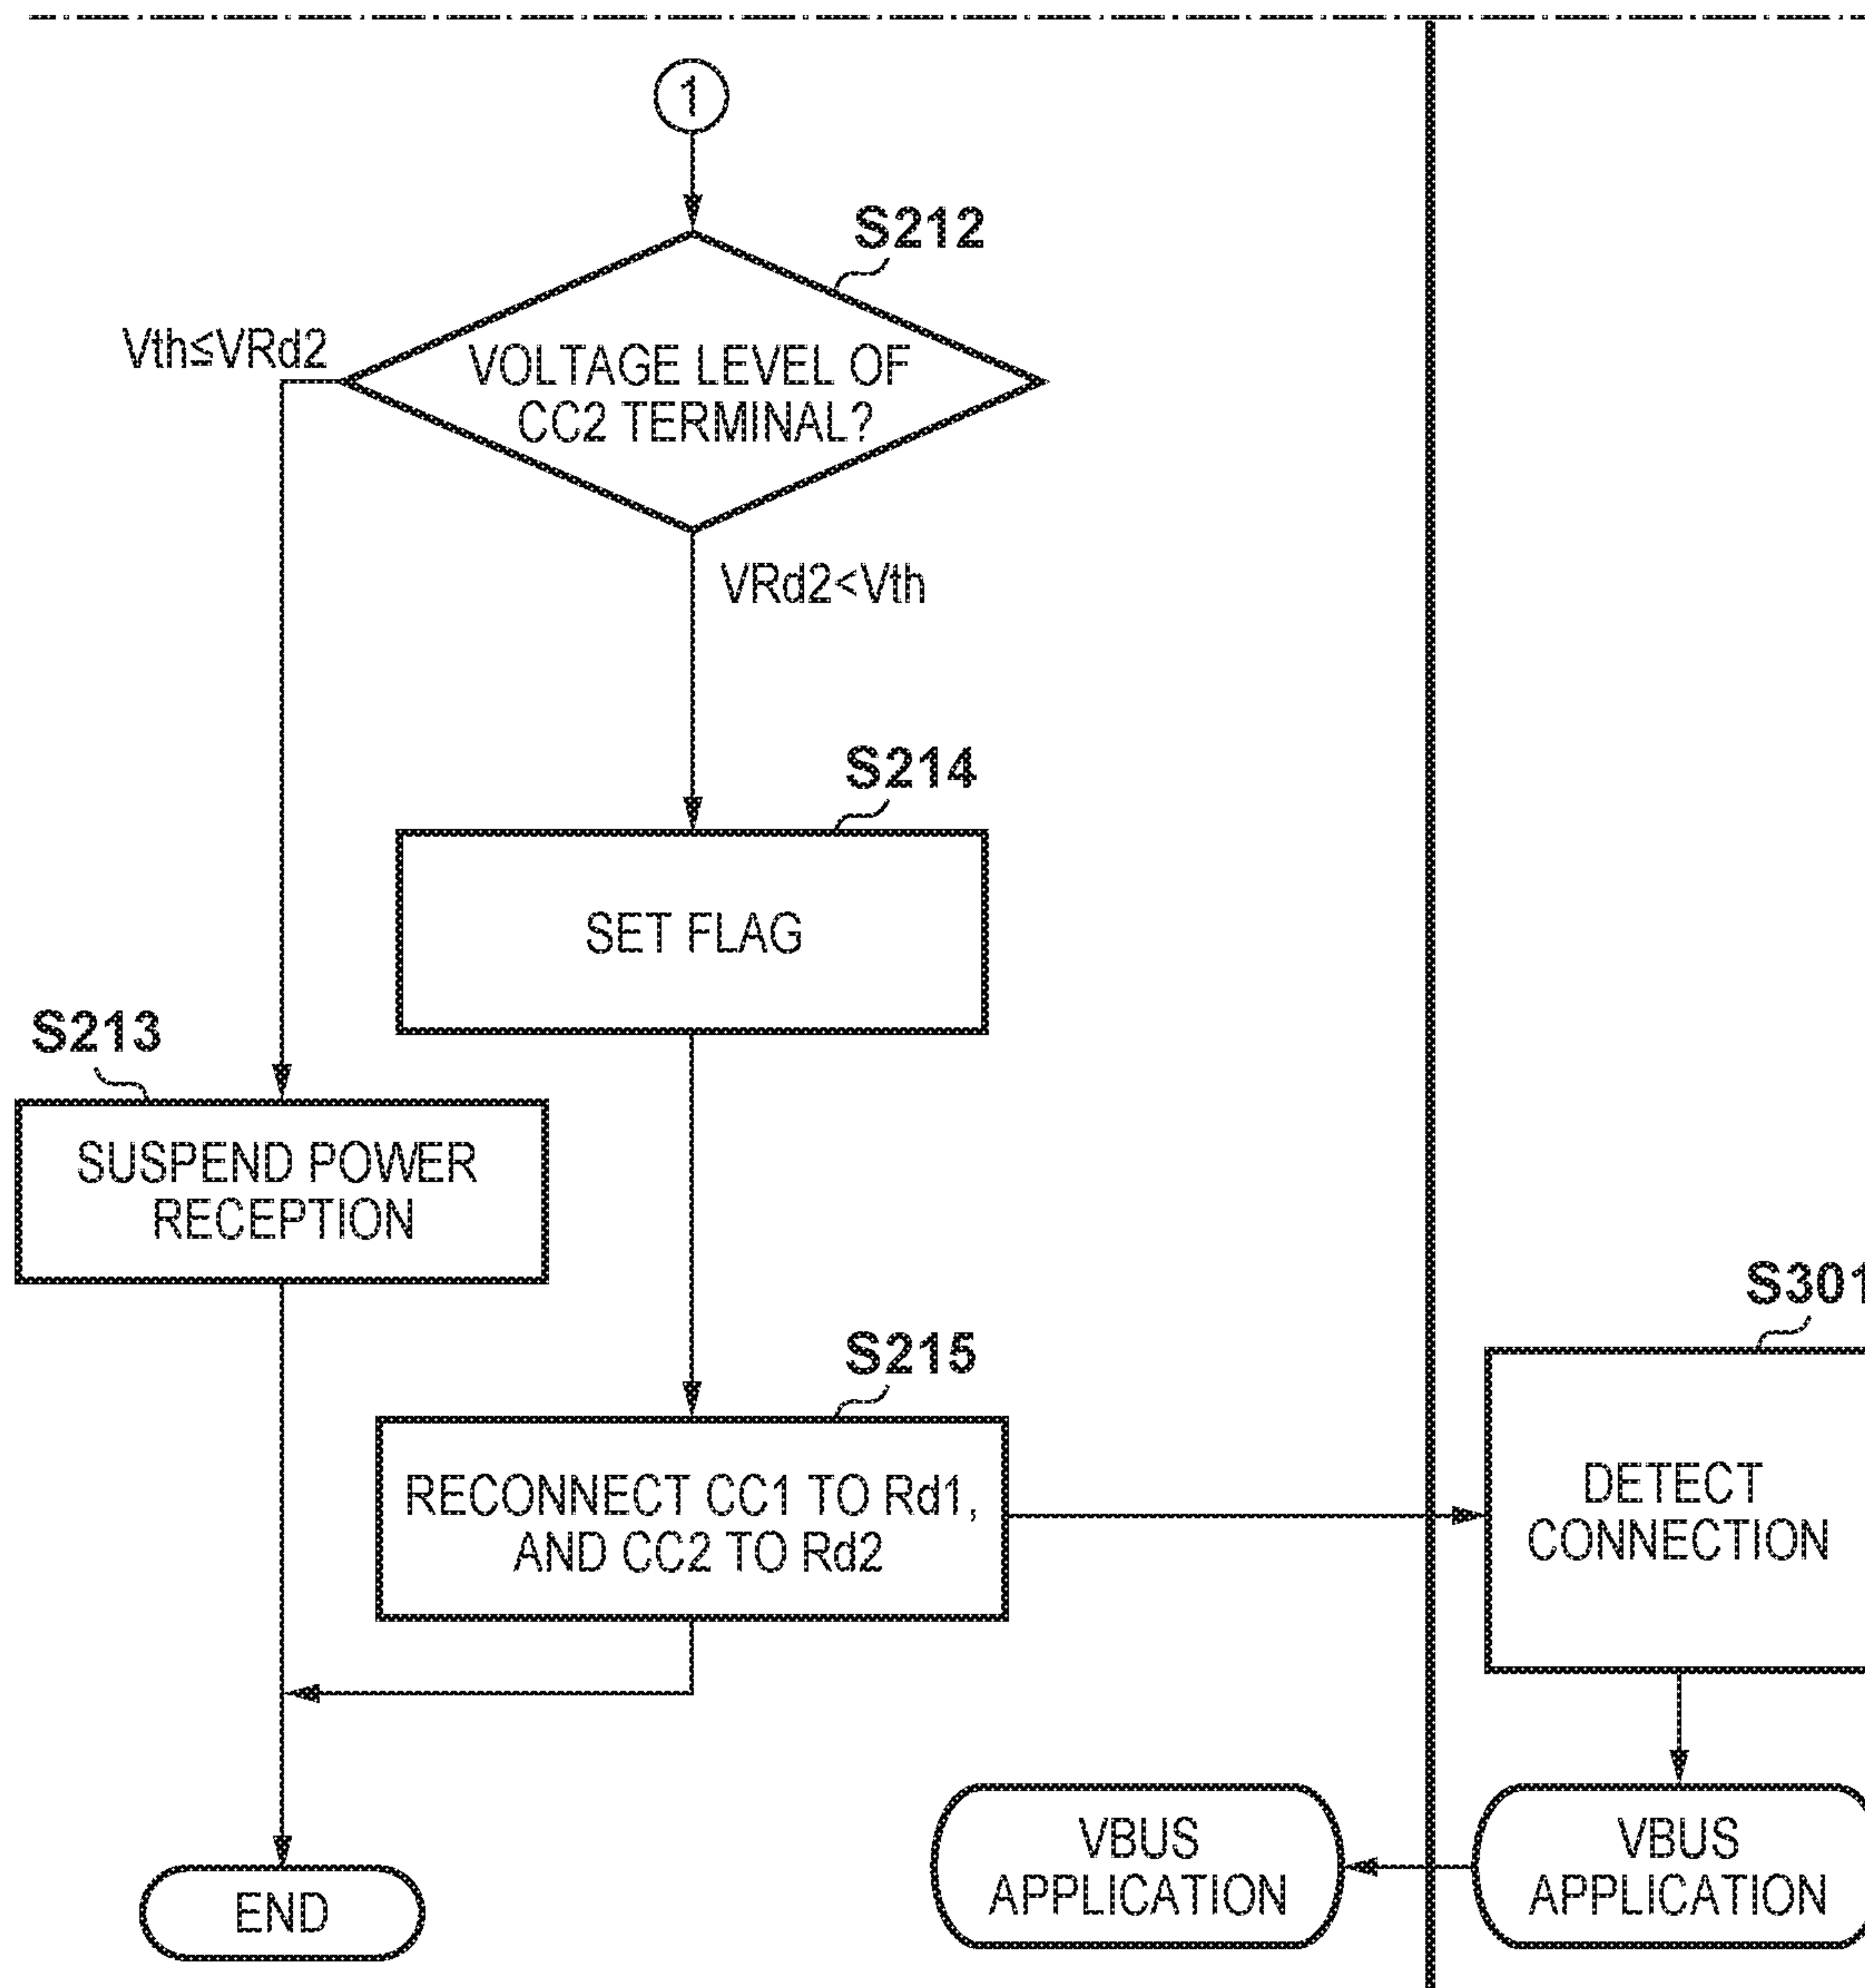 1
S212
Vth≤VRd2
VOLTAGE LEVEL OF
CC2 TERMINAL?
VRd2<Vth
S214
SET FLAG
S213
SUSPEND POWER
RECEPTION
S215
RECONNECT CC1 TO Rd1,
AND CC2 TO Rd2
S301
DETECT
CONNECTION
VBUS
APPLICATION
VBUS
APPLICATION
END